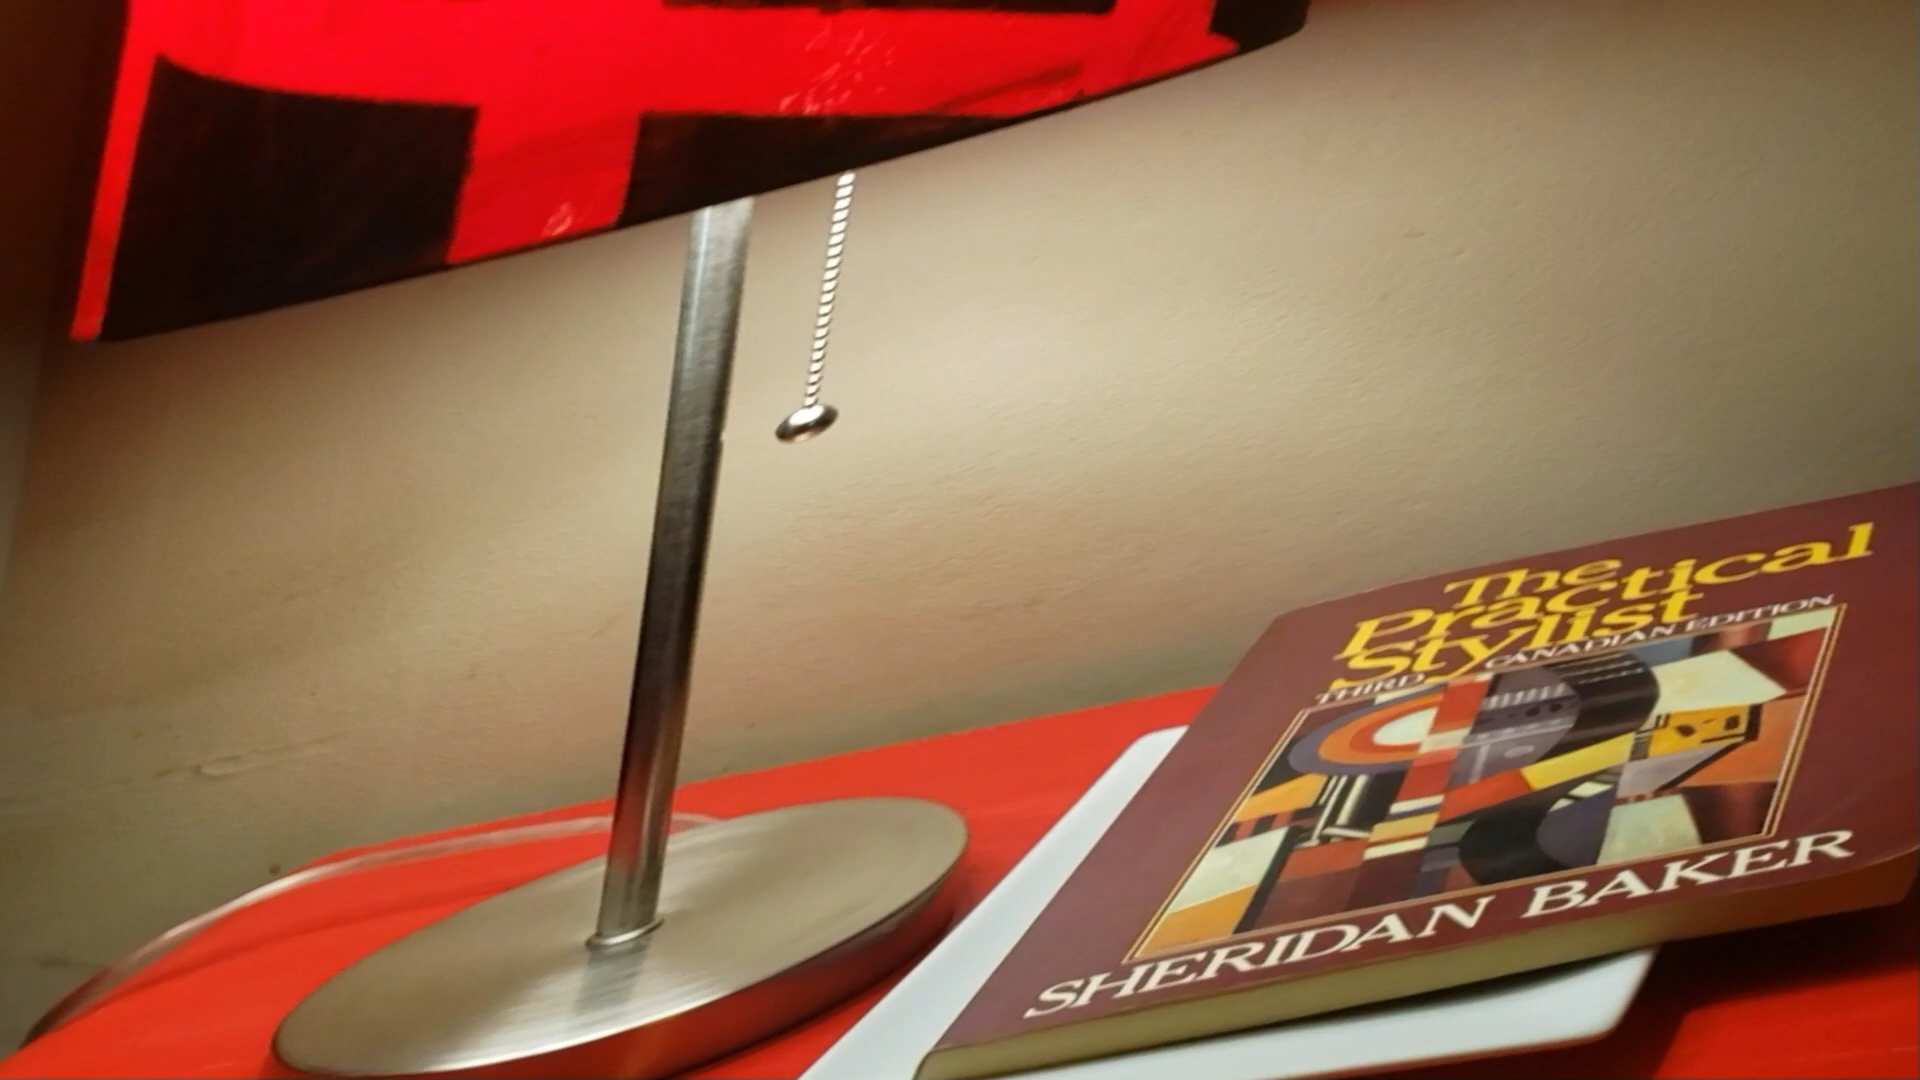 The
Practical
Stylist
THIRD CANADIAN EDITION
SHERIDAN BAKER